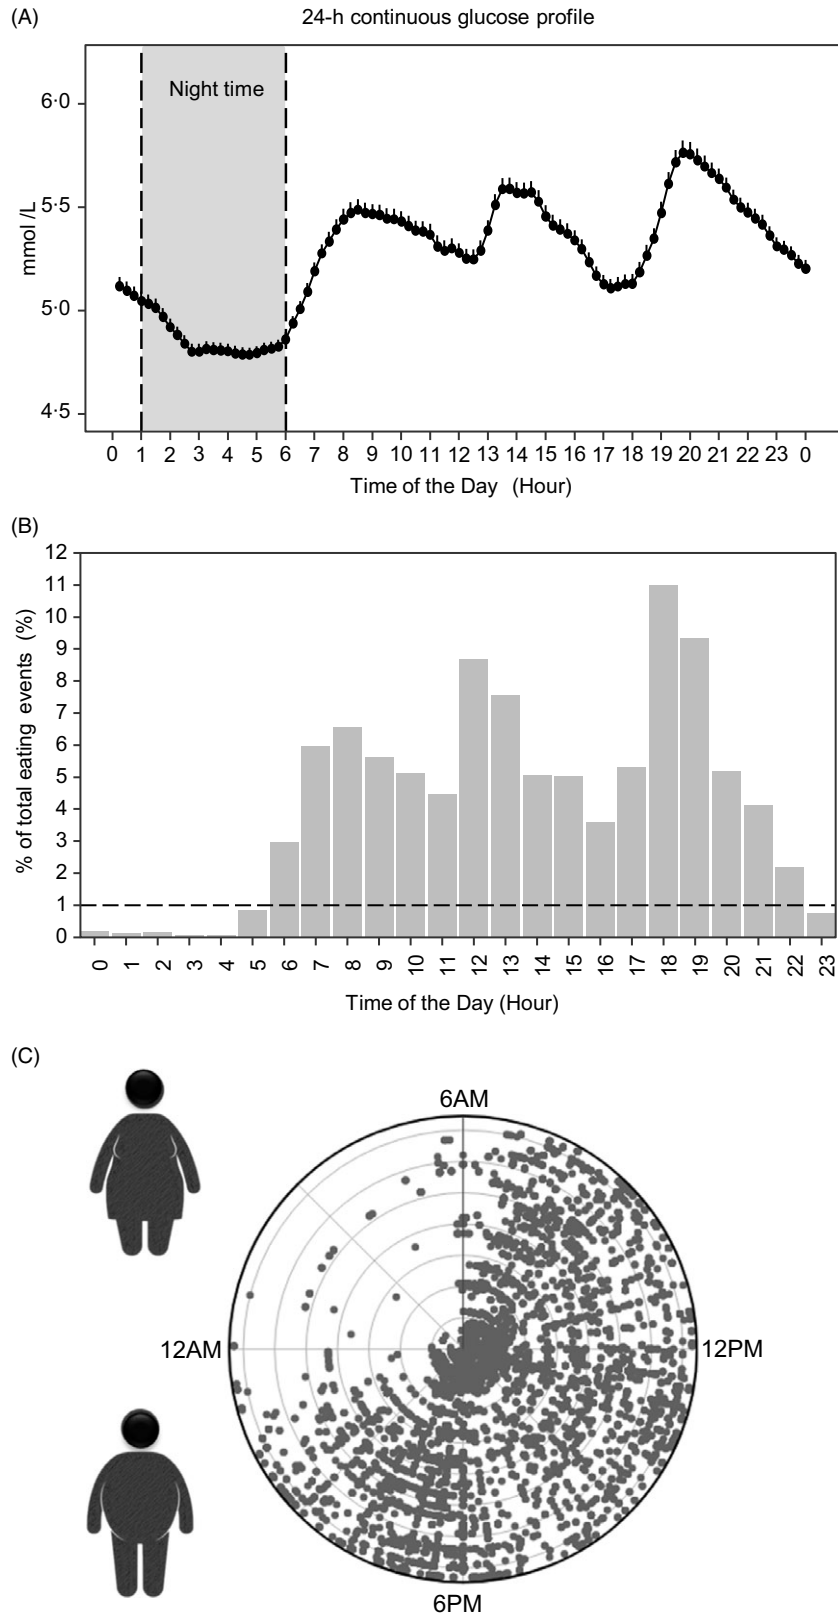 (A)
24-h continuous glucose profile
Night time
6·0
5·5
5·0
4·5
mmol /L
0 1 2 3 4 5 6 7 8 9 10 11 12 13 14 15 16 17 18 19 20 21 22 23 0
Time of the Day (Hour)
(B)
12
11
10
9
8
7
6
5
4
3
2
1
0
% of total eating events (%)
0 1 2 3 4 5 6 7 8 9 10 11 12 13 14 15 16 17 18 19 20 21 22 23
Time of the Day (Hour)
(C)
6AM
12AM
12PM
6PM